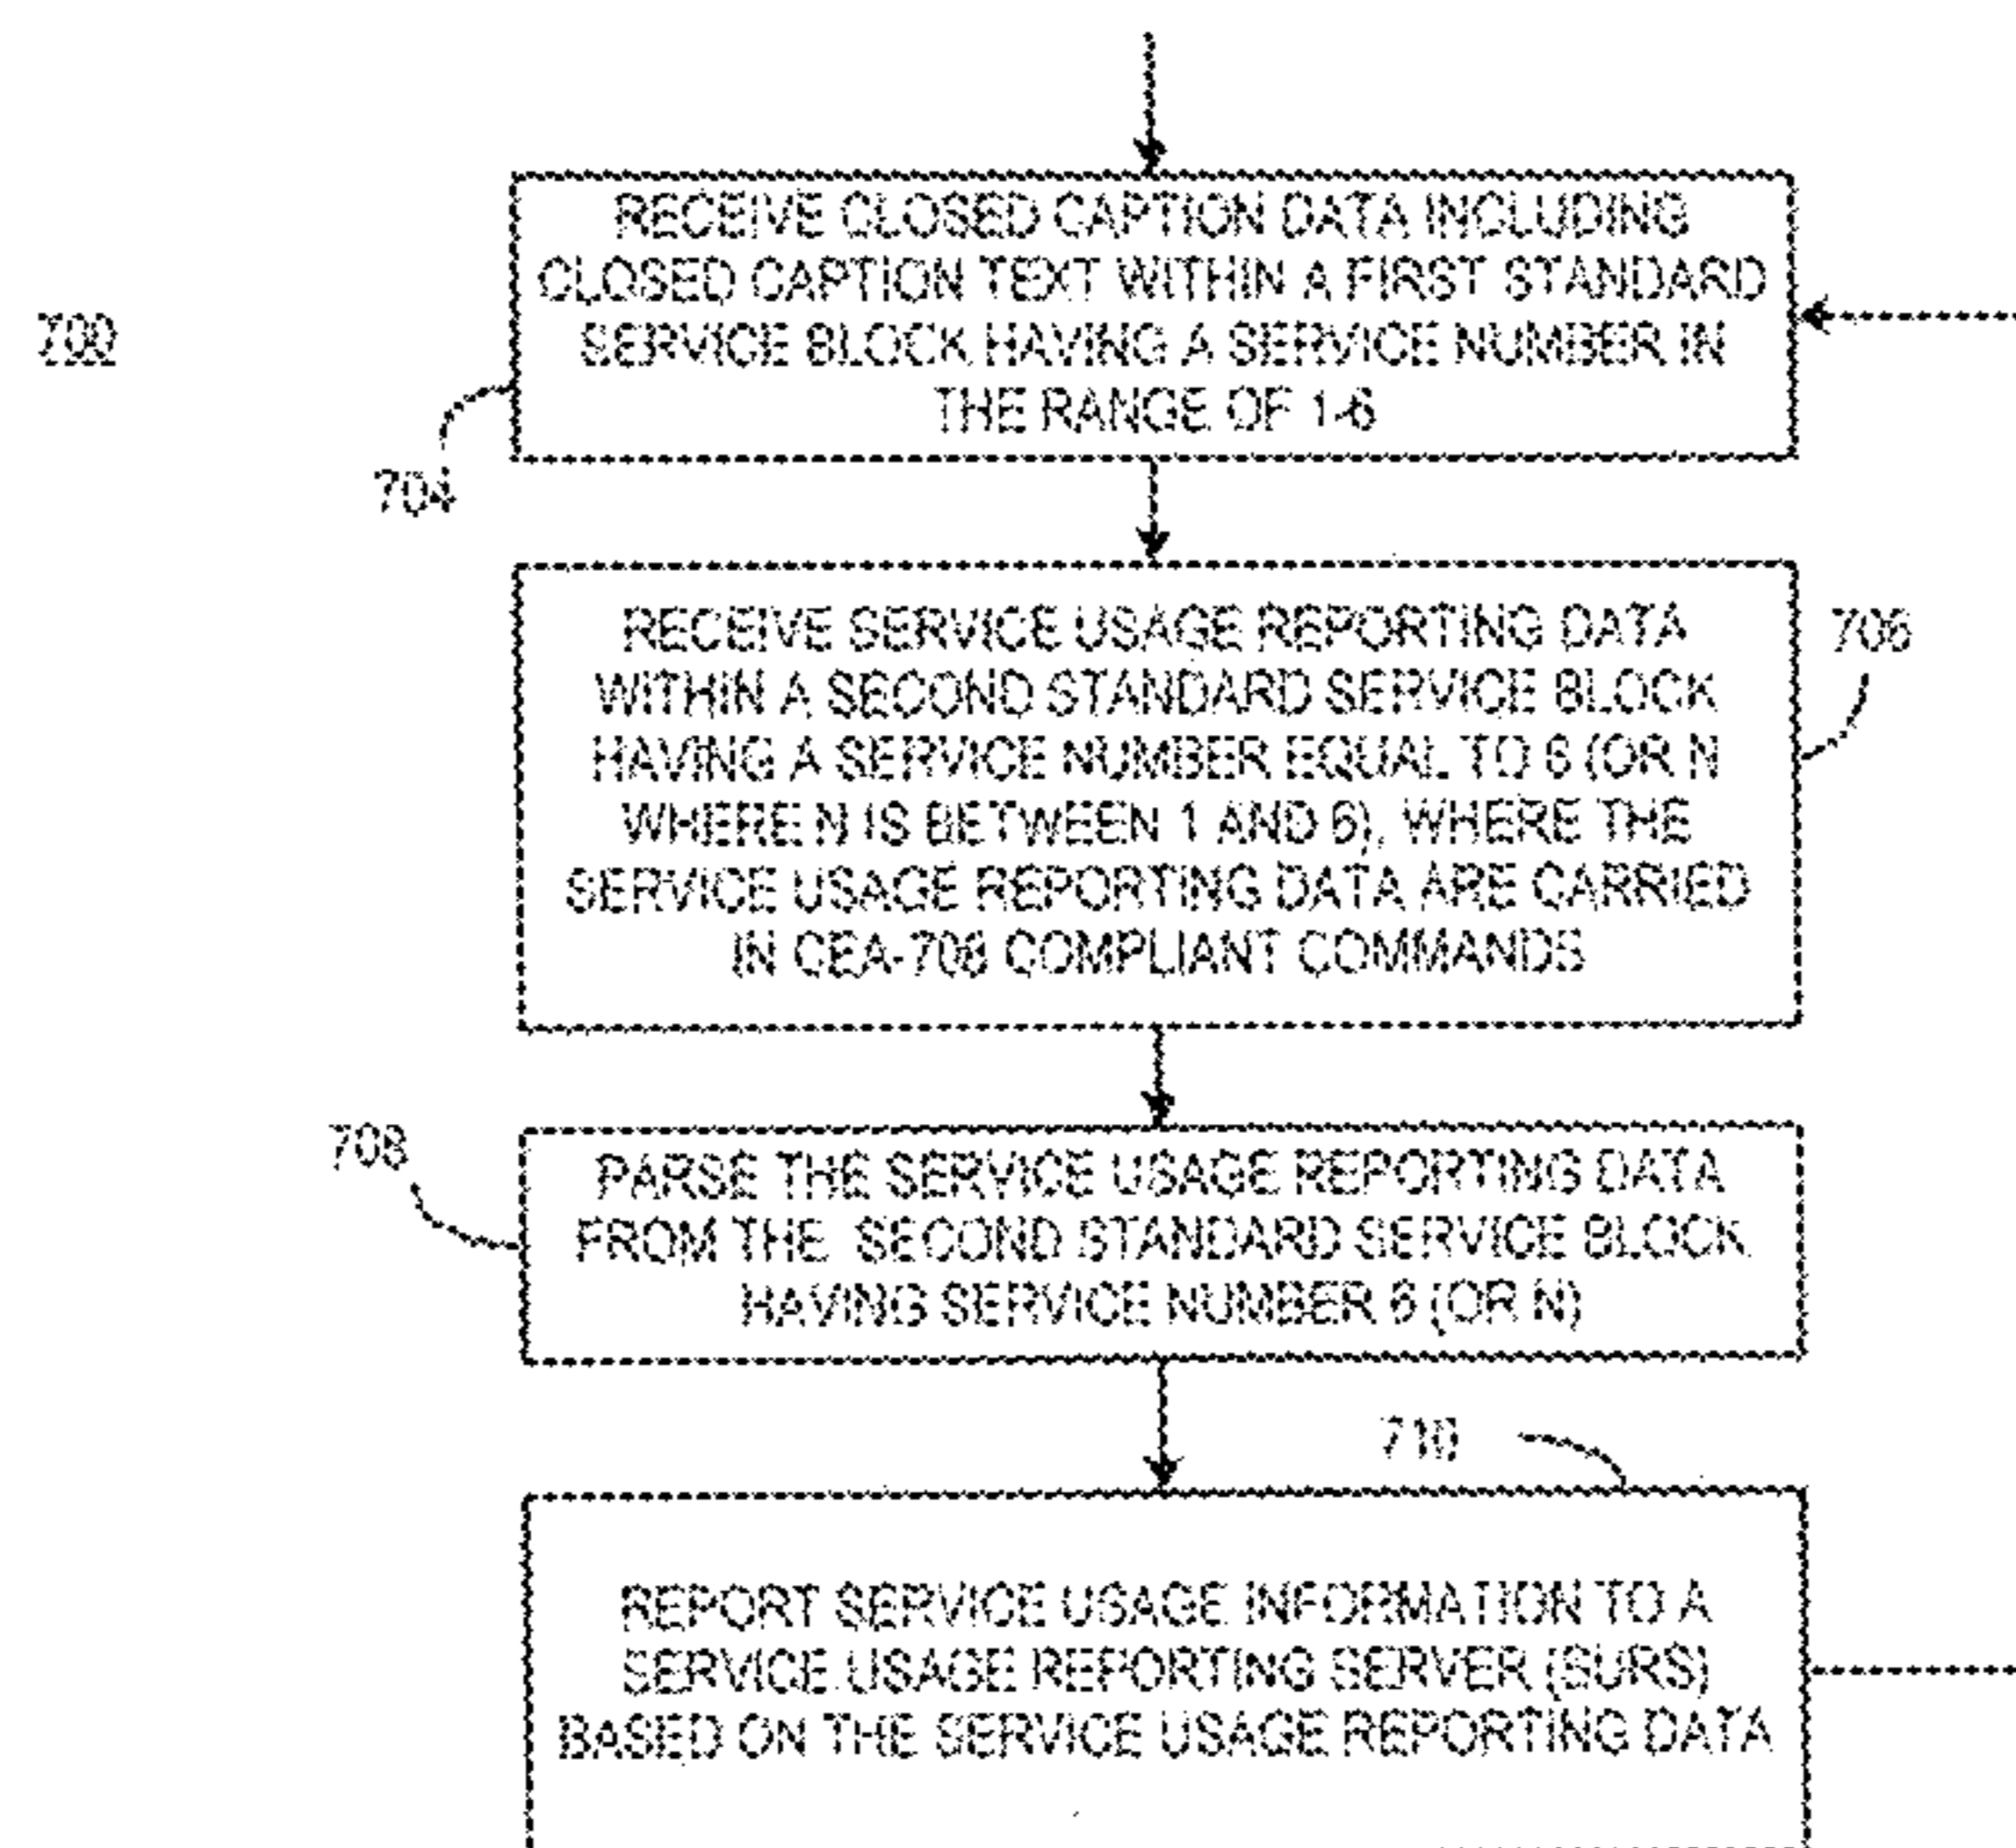 RECEIVE CLOSED CAPTION DATA INCLUDING
CLOSED CAPTION TEXT WITHIN A FIRST STANDARD
SERVICE BLOCK HAVING A SERVICE NUMBER IN
THE RANGE OF 1-6
700
704
RECEIVE SERVICE USAGE REPORTING DATA
WITHIN A SECOND STANDARD SERVICE BLOCK
HAVING A SERVICE NUMBER EQUAL TO 6 (OR N
WHERE N IS BETWEEN 1 AND 6), WHERE THE
SERVICE USAGE REPORTING DATA ARE CARRIED
IN CEA-708 COMPLIANT COMMANDS
706
708
PARSE THE SERVICE USAGE REPORTING DATA
FROM THE SECOND STANDARD SERVICE BLOCK
HAVING SERVICE NUMBER 6 (OR N)
710
REPORT SERVICE USAGE INFORMATION TO A
SERVICE USAGE REPORTING SERVER (SURS)
BASED ON THE SERVICE USAGE REPORTING DATA